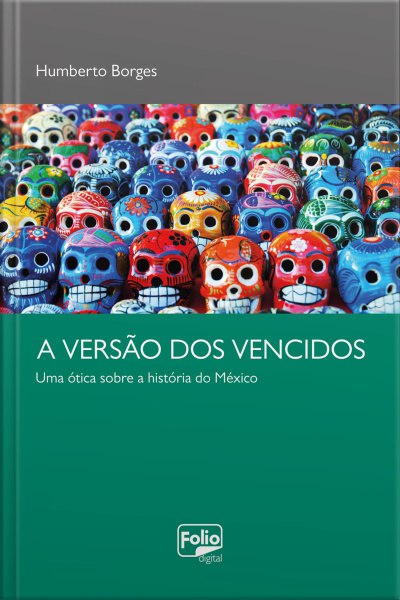 Humberto Borges
A VERSÃO DOS VENCIDOS
Uma ótica sobre a história do México
Folio
digital